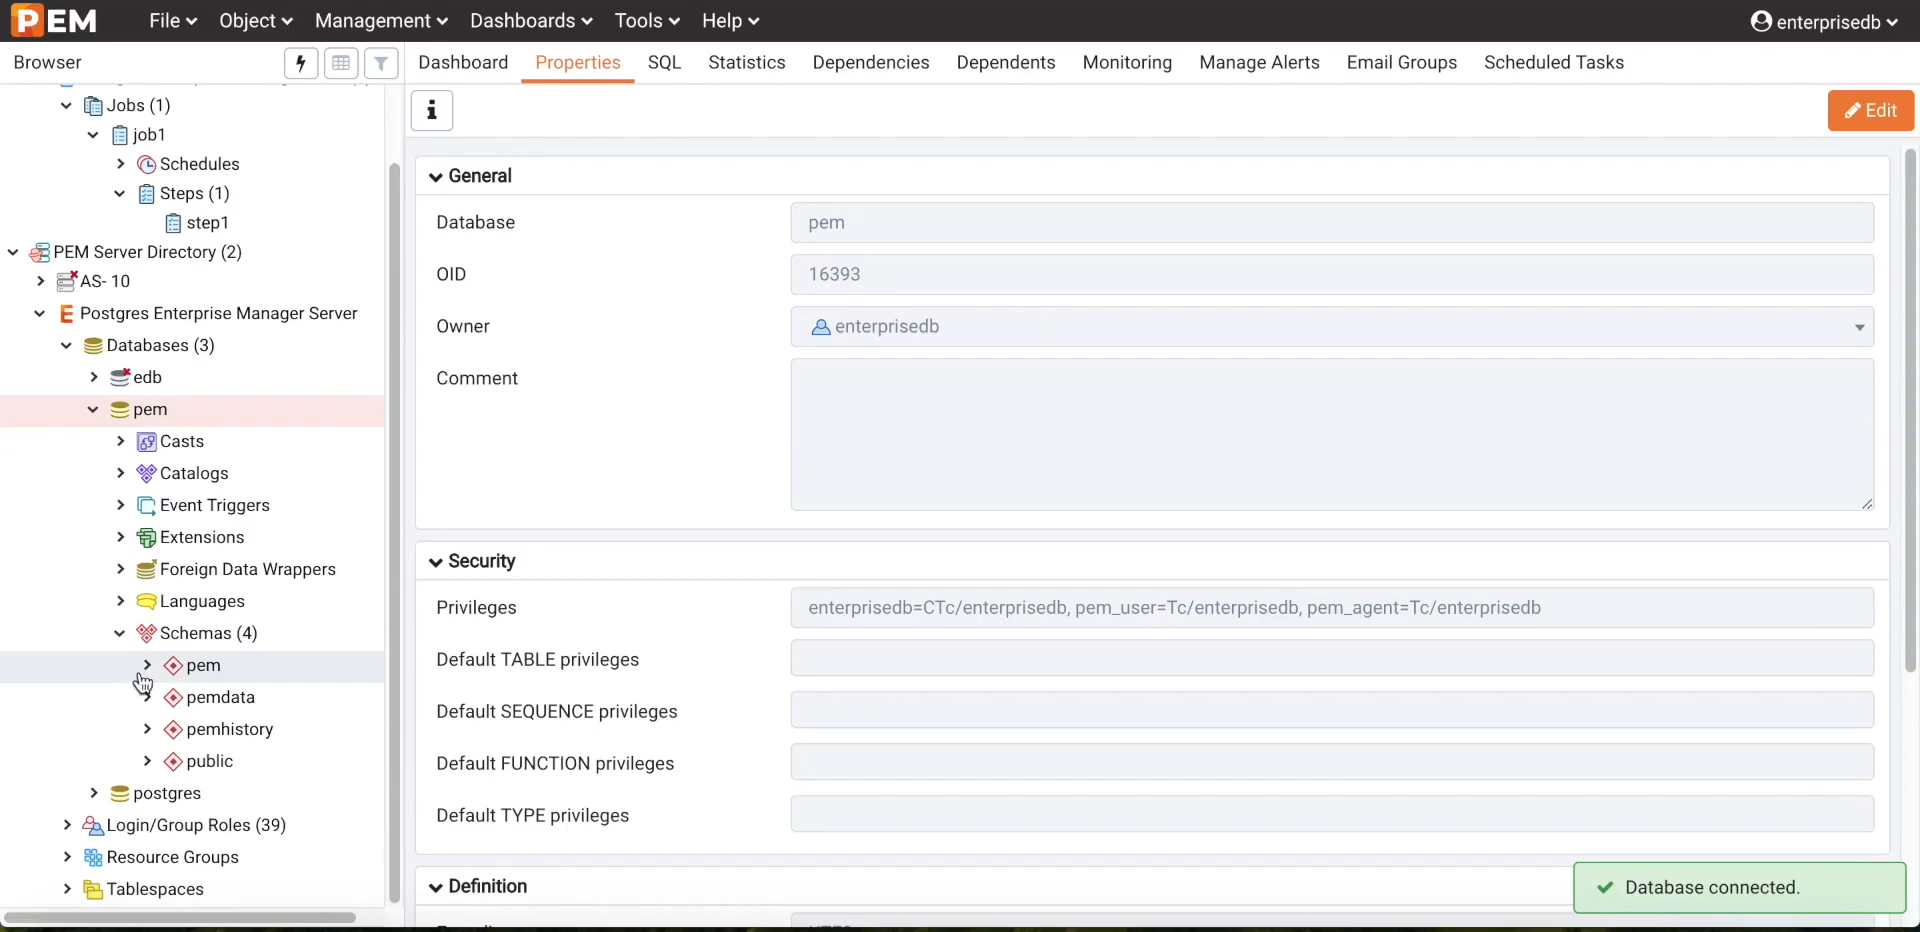 PEM File Object Management Dashboards Tools Help enterprisedb
Browser
Dashboard Properties SQL Statistics Dependencies Dependents Monitoring Manage Alerts Email Groups Scheduled Tasks
Jobs (1)
job1
Schedules
Steps (1)
step1
PEM Server Directory (2)
AS- 10
Postgres Enterprise Manager Server
Databases (3)
edb
pem
Casts
Catalogs
Event Triggers
Extensions
Foreign Data Wrappers
Languages
Schemas (4)
pem
pemdata
pemhistory
public
postgres
Login/Group Roles (39)
Resource Groups
Tablespaces
i
Edit
General
Database pem
OID 16393
Owner enterprisedb
Comment
Security
Privileges enterprisedb=CTc/enterprisedb, pem_user=Tc/enterprisedb, pem_agent=Tc/enterprisedb
Default TABLE privileges
Default SEQUENCE privileges
Default FUNCTION privileges
Default TYPE privileges
Definition
Database connected.